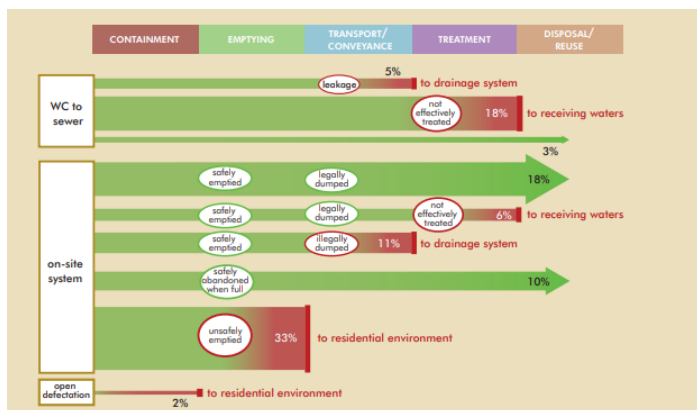 CONTAINMENT
EMPTYING
TRANSPORT/
CONVEYANCE
TREATMENT
DISPOSAL/
REUSE
WC to
sewer
leakage
5%
to drainage system
not
effectively
treated
18%
to receiving waters
3%
on-site
system
safely
emptied
legally
dumped
18%
safely
emptied
legally
dumped
not
effectively
treated
6%
to receiving waters
safely
emptied
illegally
dumped
11%
to drainage system
safely
abandoned
when full
10%
unsafely
emptied
33%
to residential environment
open
defectation
2%
to residential environment